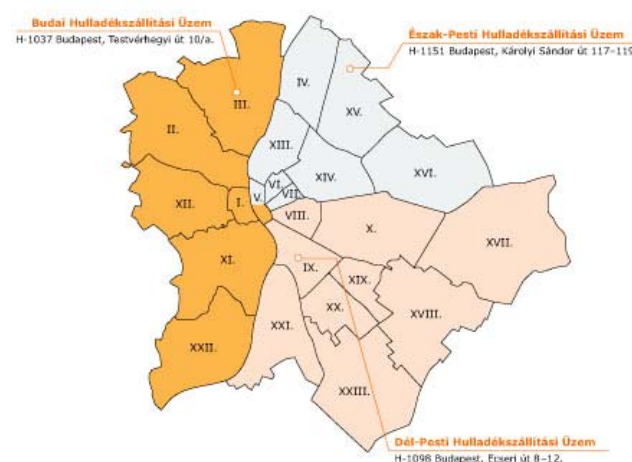 Budai Hulladékszállítási Üzem
H-1037 Budapest, Testvérhegyi út 10/a.
Észak-Pesti Hulladékszállítási Üzem
H-1151 Budapest, Károlyi Sándor út 117–119
III.
IV.
XV.
II.
XIII.
XIV.
XVI.
VI.
VII.
V.
I.
XII.
VIII.
X.
XVII.
XI.
IX.
XIX.
XX.
XVIII.
XXI.
XXII.
XXIII.
Dél-Pesti Hulladékszállítási Üzem
H-1098 Budapest, Ecseri út 8–12.